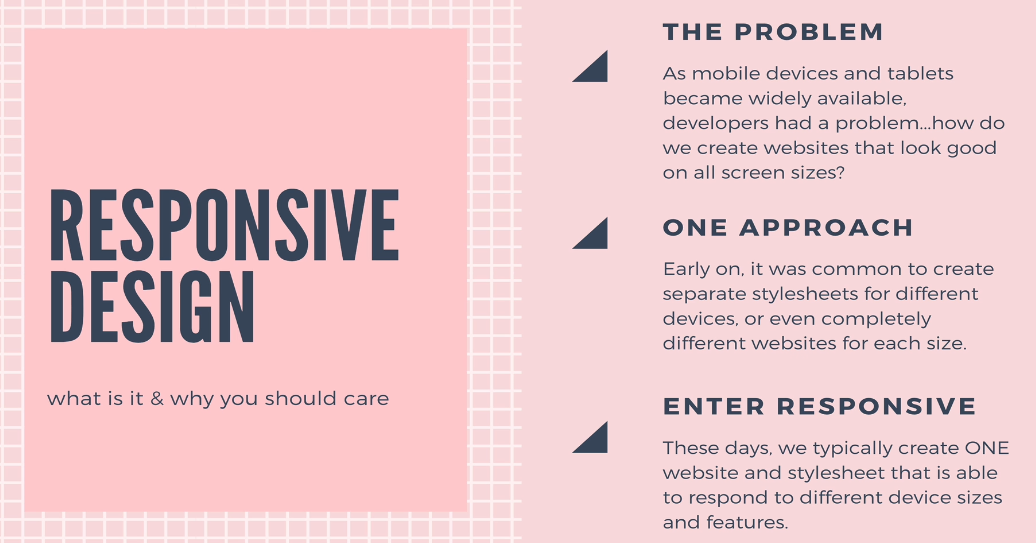 RESPONSIVE
DESIGN
what is it & why you should care
THE PROBLEM
As mobile devices and tablets
became widely available,
developers had a problem...how do
we create websites that look good
on all screen sizes?
ONE APPROACH
Early on, it was common to create
separate stylesheets for different
devices, or even completely
different websites for each size.
ENTER RESPONSIVE
These days, we typically create ONE
website and stylesheet that is able
to respond to different device sizes
and features.